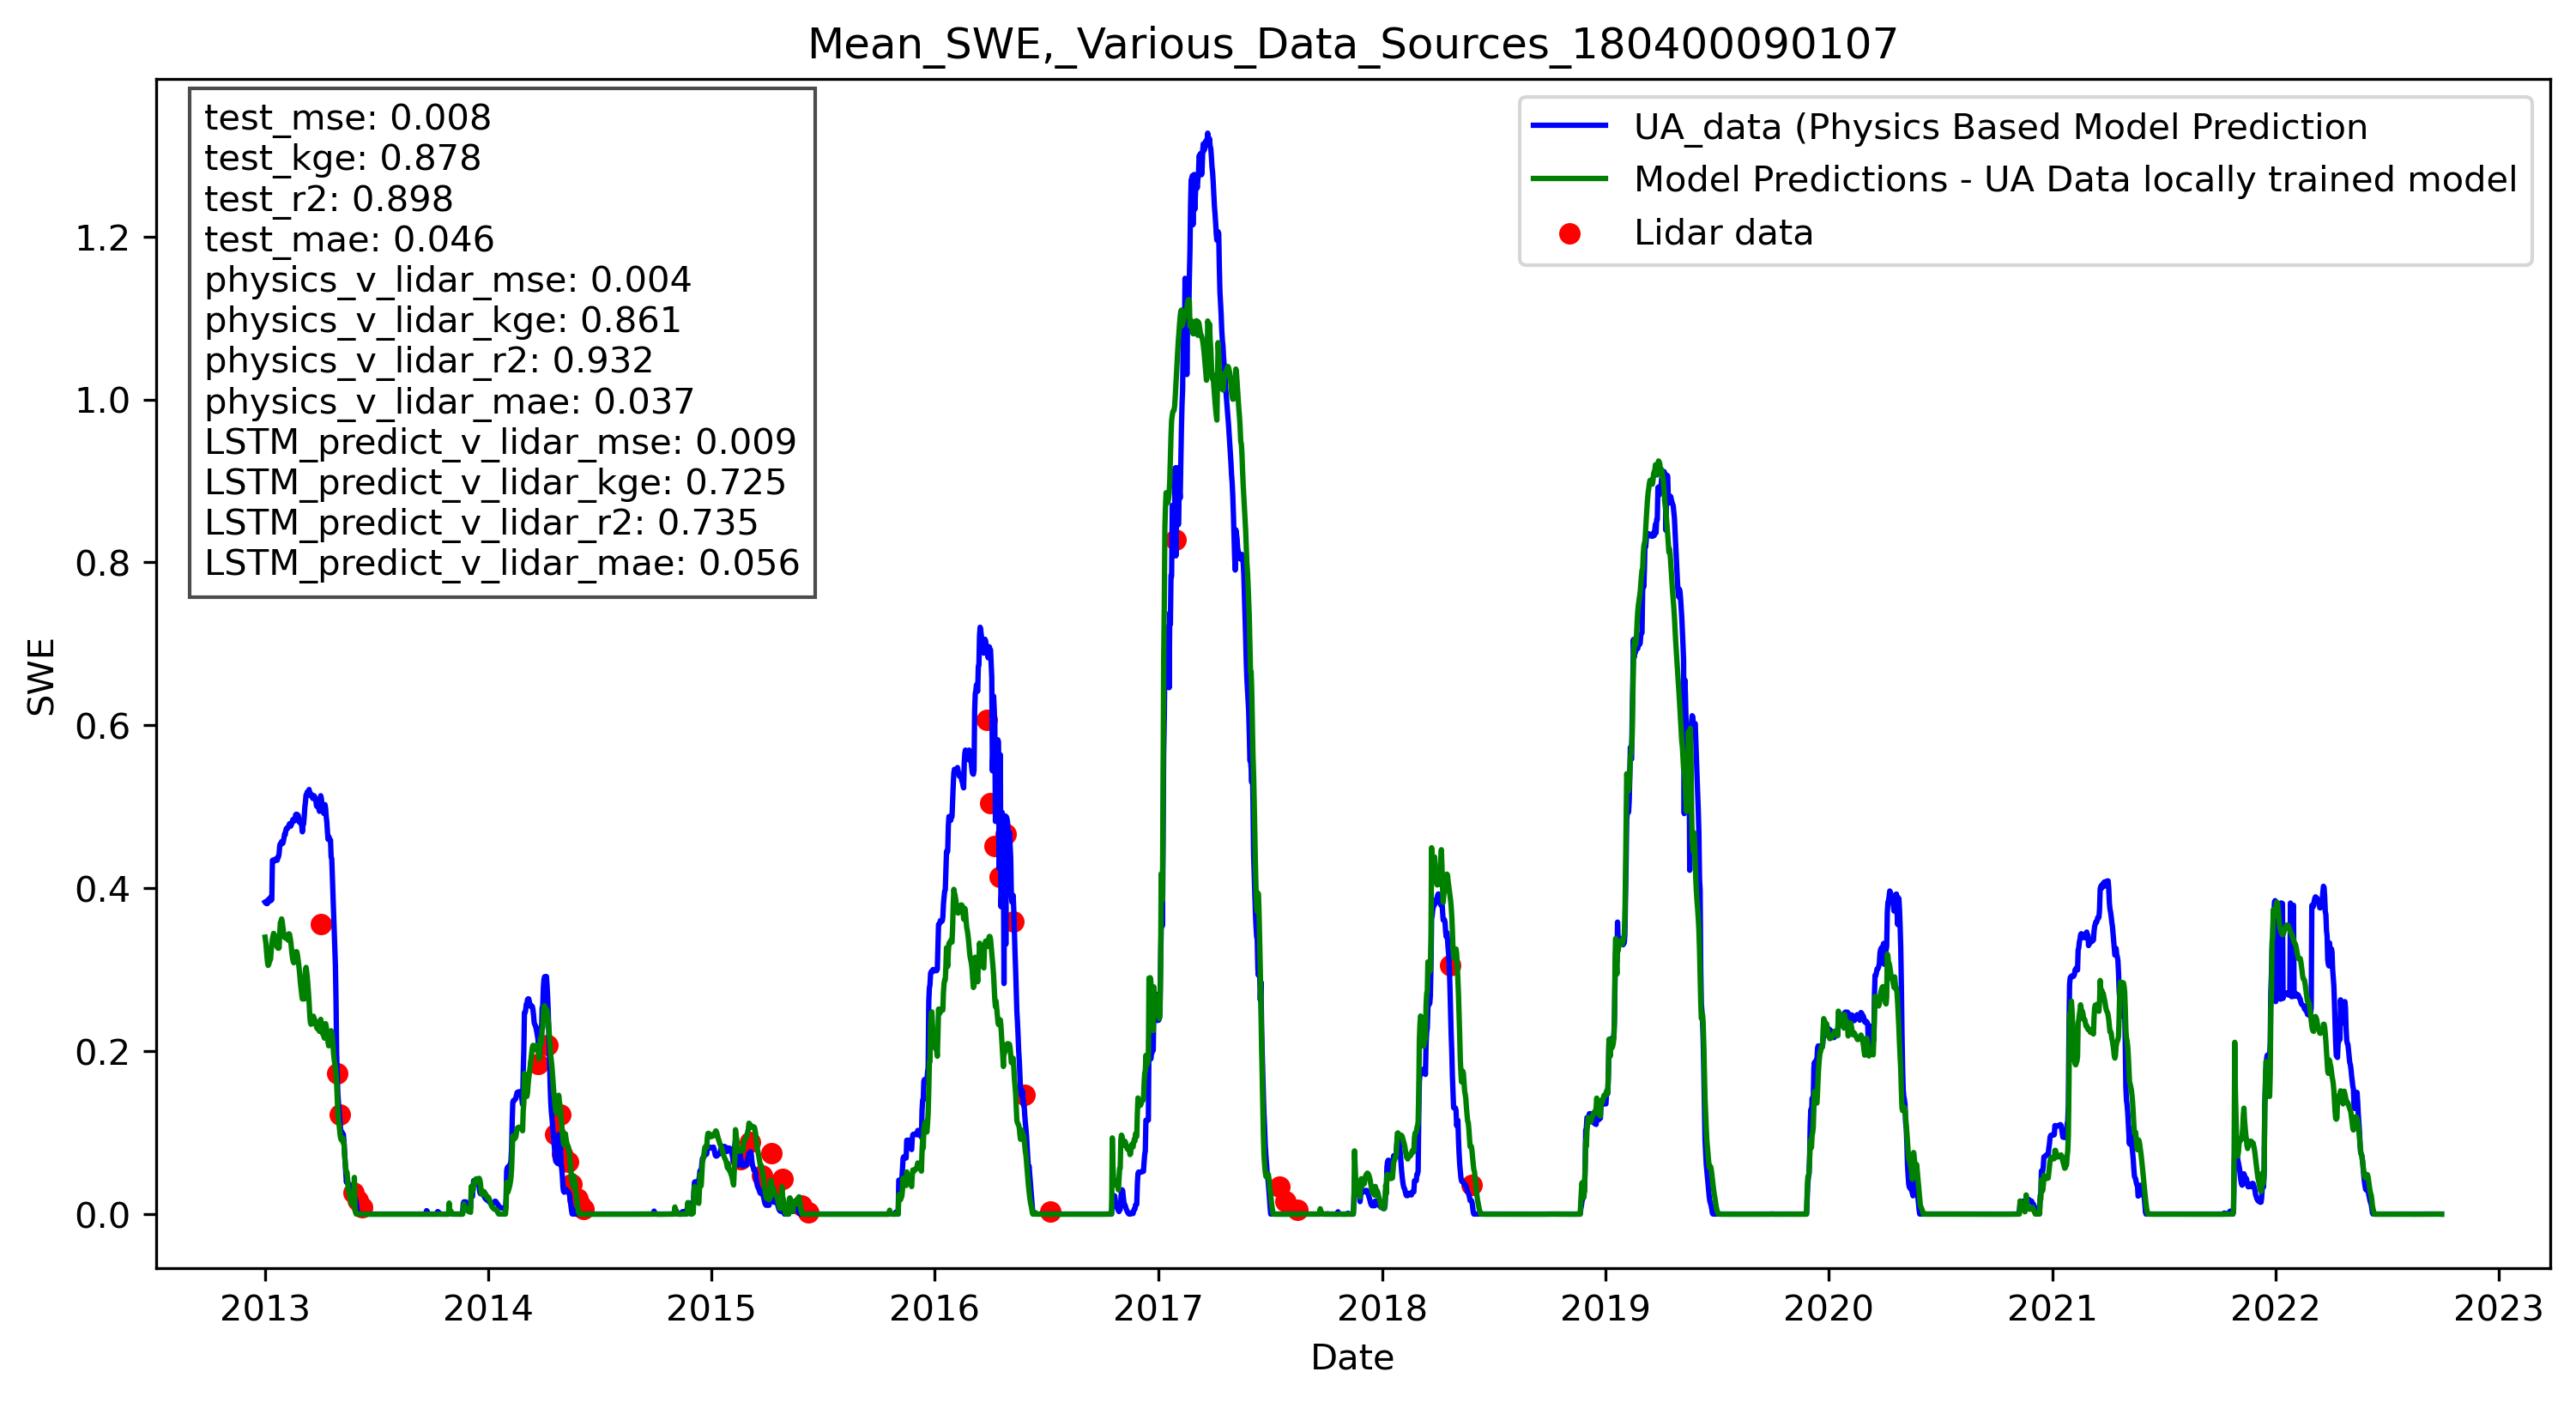 Mean_SWE,_Various_Data_Sources_180400090107
test_mse: 0.008
test_kge: 0.878
test_r2: 0.898
test_mae: 0.046
physics_v_lidar_mse: 0.004
physics_v_lidar_kge: 0.861
physics_v_lidar_r2: 0.932
physics_v_lidar_mae: 0.037
LSTM_predict_v_lidar_mse: 0.009
LSTM_predict_v_lidar_kge: 0.725
LSTM_predict_v_lidar_r2: 0.735
LSTM_predict_v_lidar_mae: 0.056
UA_data (Physics Based Model Prediction
Model Predictions - UA Data locally trained model
Lidar data
SWE
1.2
1.0
0.8
0.6
0.4
0.2
0.0
2013 2014 2015 2016 2017 2018 2019 2020 2021 2022 2023
Date